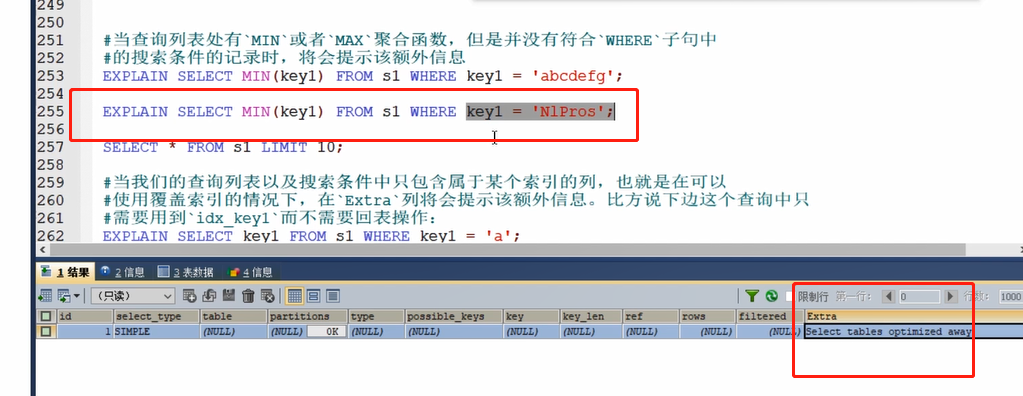 249
250
251 #当查询列表处有`MIN`或者`MAX`聚合函数，但是并没有符合`WHERE`子句中
252 #的搜索条件的记录时，将会提示该额外信息
253 EXPLAIN SELECT MIN(key1) FROM s1 WHERE key1 = 'abcdefg';
254
255 EXPLAIN SELECT MIN(key1) FROM s1 WHERE key1 = 'NlPros';
256
257 SELECT * FROM s1 LIMIT 10;
258
259 #当我们的查询列表以及搜索条件中只包含属于某个索引的列，也就是在可以
260 #使用覆盖索引的情况下，在`Extra`列将会提示该额外信息。比方说下边这个查询中只
261 #需要用到`idx_key1`而不需要回表操作：
262 EXPLAIN SELECT key1 FROM s1 WHERE key1 = 'a';
1 结果 2 信息 3 表数据 4 信息
(只读) 限制行 第一行: 0 行数: 1000
id select_type table partitions type possible_keys key key_len ref rows filtered Extra
1 SIMPLE (NULL) (NULL) OK (NULL) (NULL) (NULL) (NULL) (NULL) (NULL) (NULL) Select tables optimized away